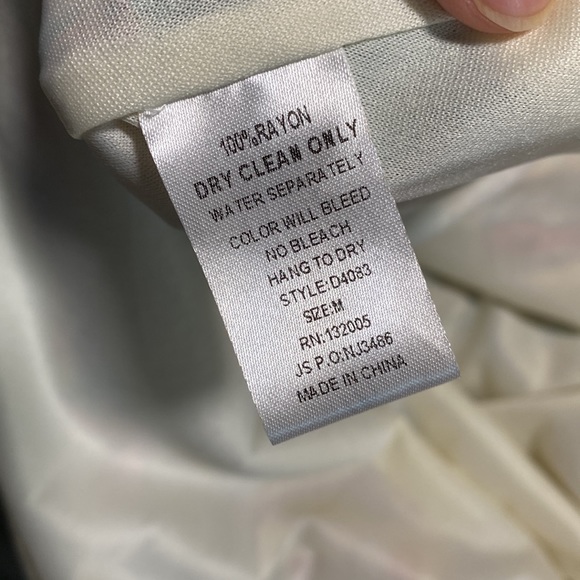 100%RAYON
DRY CLEAN ONLY
WATER SEPARATELY
COLOR WILL BLEED
NO BLEACH
HANG TO DRY
STYLE:D4083
SIZE:M
RN:132005
JS P.O:NJ3486
MADE IN CHINA